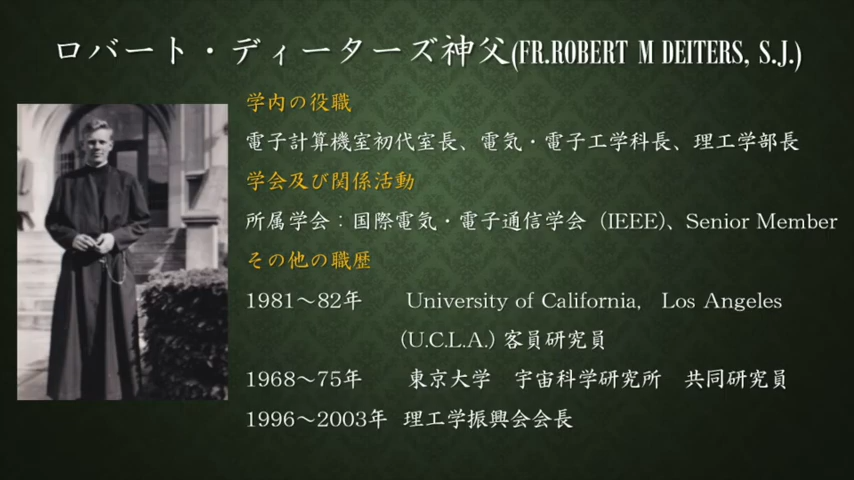 ロバート・ディーターズ神父(FR.ROBERT M DEITERS, S.J.)
学内の役職
電子計算機室初代室長、電気・電子工学科長、理工学部長
学会及び関係活動
所属学会：国際電気・電子通信学会（IEEE)、Senior Member
その他の職歴
1981～82年　　University of California,　Los Angeles
(U.C.L.A.) 客員研究員
1968～75年　　東京大学　宇宙科学研究所　共同研究員
1996～2003年　理工学振興会会長